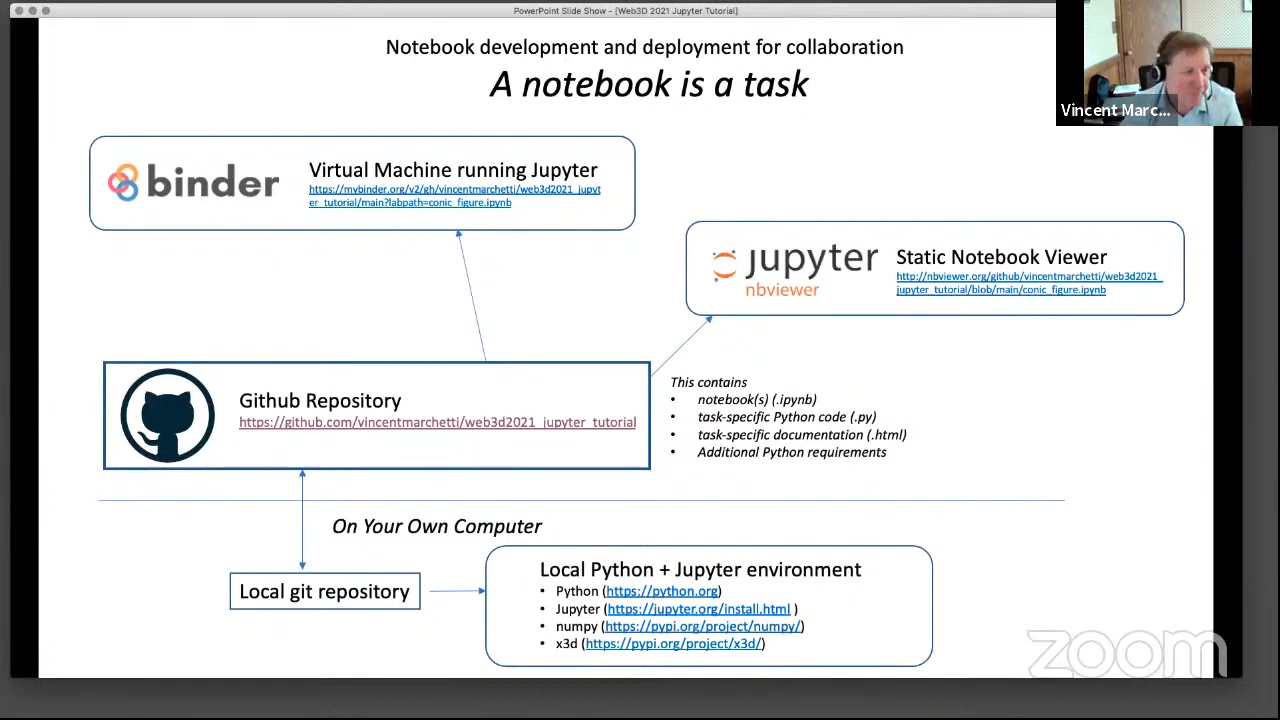 PowerPoint Slide Show - [Web3D 2021 Jupyter Tutorial]
Notebook development and deployment for collaboration
A notebook is a task
Vincent Marc...
binder
Virtual Machine running Jupyter
https://mybinder.org/v2/gh/vincentmarchetti/web3d2021_jupyt
er_tutorial/main?labpath=conic_figure.ipynb
jupyter
nbviewer
Static Notebook Viewer
http://nbviewer.org/github/vincentmarchetti/web3d2021_
jupyter_tutorial/blob/main/conic_figure.ipynb
Github Repository
https://github.com/vincentmarchetti/web3d2021_jupyter_tutorial
This contains
• notebook(s) (.ipynb)
• task-specific Python code (.py)
• task-specific documentation (.html)
• Additional Python requirements
On Your Own Computer
Local git repository
Local Python + Jupyter environment
• Python (https://python.org)
• Jupyter (https://jupyter.org/install.html )
• numpy (https://pypi.org/project/numpy/)
• x3d (https://pypi.org/project/x3d/)
zoom